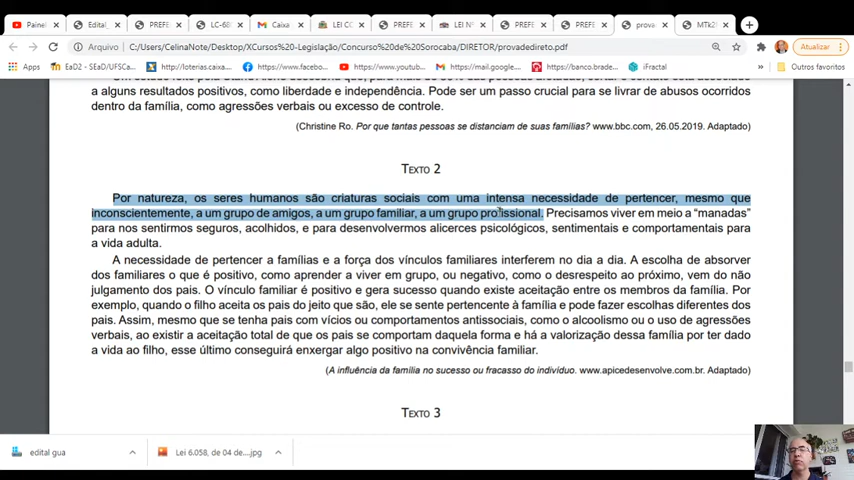 Painel
Edital_
PREFE
LC-68(
Caixa
LEI CC
PREFE
LEI Nº
PREFE
PREFE
prova
MTk2l
Arquivo
C:/Users/CelinaNote/Desktop/XCursos%20-Legislação/Concurso%20de%20Sorocaba/DIRETOR/provadedireto.pdf
Atualizar
Apps
EaD2 – SEaD/UFSCa...
https://outlook.live...
https://www.facebo...
https://www.google...
https://mail.google...
https://banco.brade...
iFractal
Outros favoritos
a alguns resultados positivos, como liberdade e independência. Pode ser um passo crucial para se livrar de abusos ocorridos
dentro da família, como agressões verbais ou excesso de controle.
(Christine Ro. Por que tantas pessoas se distanciam de suas famílias? www.bbc.com, 26.05.2019. Adaptado)
TEXTO 2
Por natureza, os seres humanos são criaturas sociais com uma intensa necessidade de pertencer, mesmo que
inconscientemente, a um grupo de amigos, a um grupo familiar, a um grupo profissional. Precisamos viver em meio a “manadas”
para nos sentirmos seguros, acolhidos, e para desenvolvermos alicerces psicológicos, sentimentais e comportamentais para
a vida adulta.
A necessidade de pertencer a famílias e a força dos vínculos familiares interferem no dia a dia. A escolha de absorver
dos familiares o que é positivo, como aprender a viver em grupo, ou negativo, como o desrespeito ao próximo, vem do não
julgamento dos pais. O vínculo familiar é positivo e gera sucesso quando existe aceitação entre os membros da família. Por
exemplo, quando o filho aceita os pais do jeito que são, ele se sente pertencente à família e pode fazer escolhas diferentes dos
pais. Assim, mesmo que se tenha pais com vícios ou comportamentos antissociais, como o alcoolismo ou o uso de agressões
verbais, ao existir a aceitação total de que os pais se comportam daquela forma e há a valorização dessa família por ter dado
a vida ao filho, esse último conseguirá enxergar algo positivo na convivência familiar.
(A influência da família no sucesso ou fracasso do indivíduo. www.apicedesenvolve.com.br. Adaptado)
TEXTO 3
edital gua
Lei 6.058, de 04 de....jpg